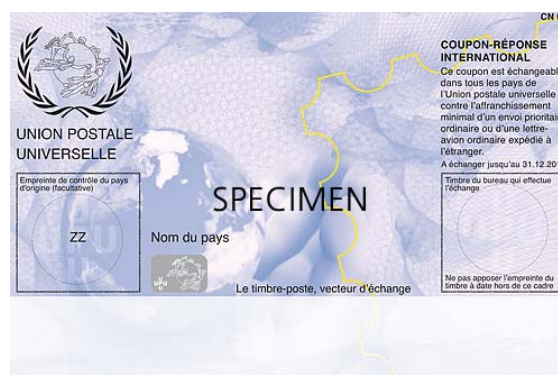 CN
COUPON-RÉPONSE
INTERNATIONAL
Ce coupon est échangeable
dans tous les pays de
l'Union postale universelle
contre l'affranchissement
minimal d'un envoi prioritaire
ordinaire ou d'une lettre-
avion ordinaire expédié à
l'étranger.
A échanger jusqu'au 31.12.20
UNION POSTALE
UNIVERSELLE
Empreinte de contrôle du pays
d'origine (facultative)
ZZ
SPECIMEN
Nom du pays
UPU
Le timbre-poste, vecteur d'échange
Timbre du bureau qui effectue
l'échange
Ne pas apposer l'empreinte du
timbre à date hors de ce cadre